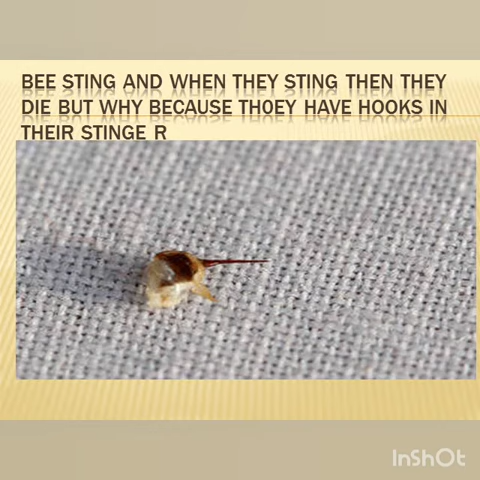 BEE STING AND WHEN THEY STING THEN THEY
DIE BUT WHY BECAUSE THOEY HAVE HOOKS IN
THEIR STINGE R
InShOt